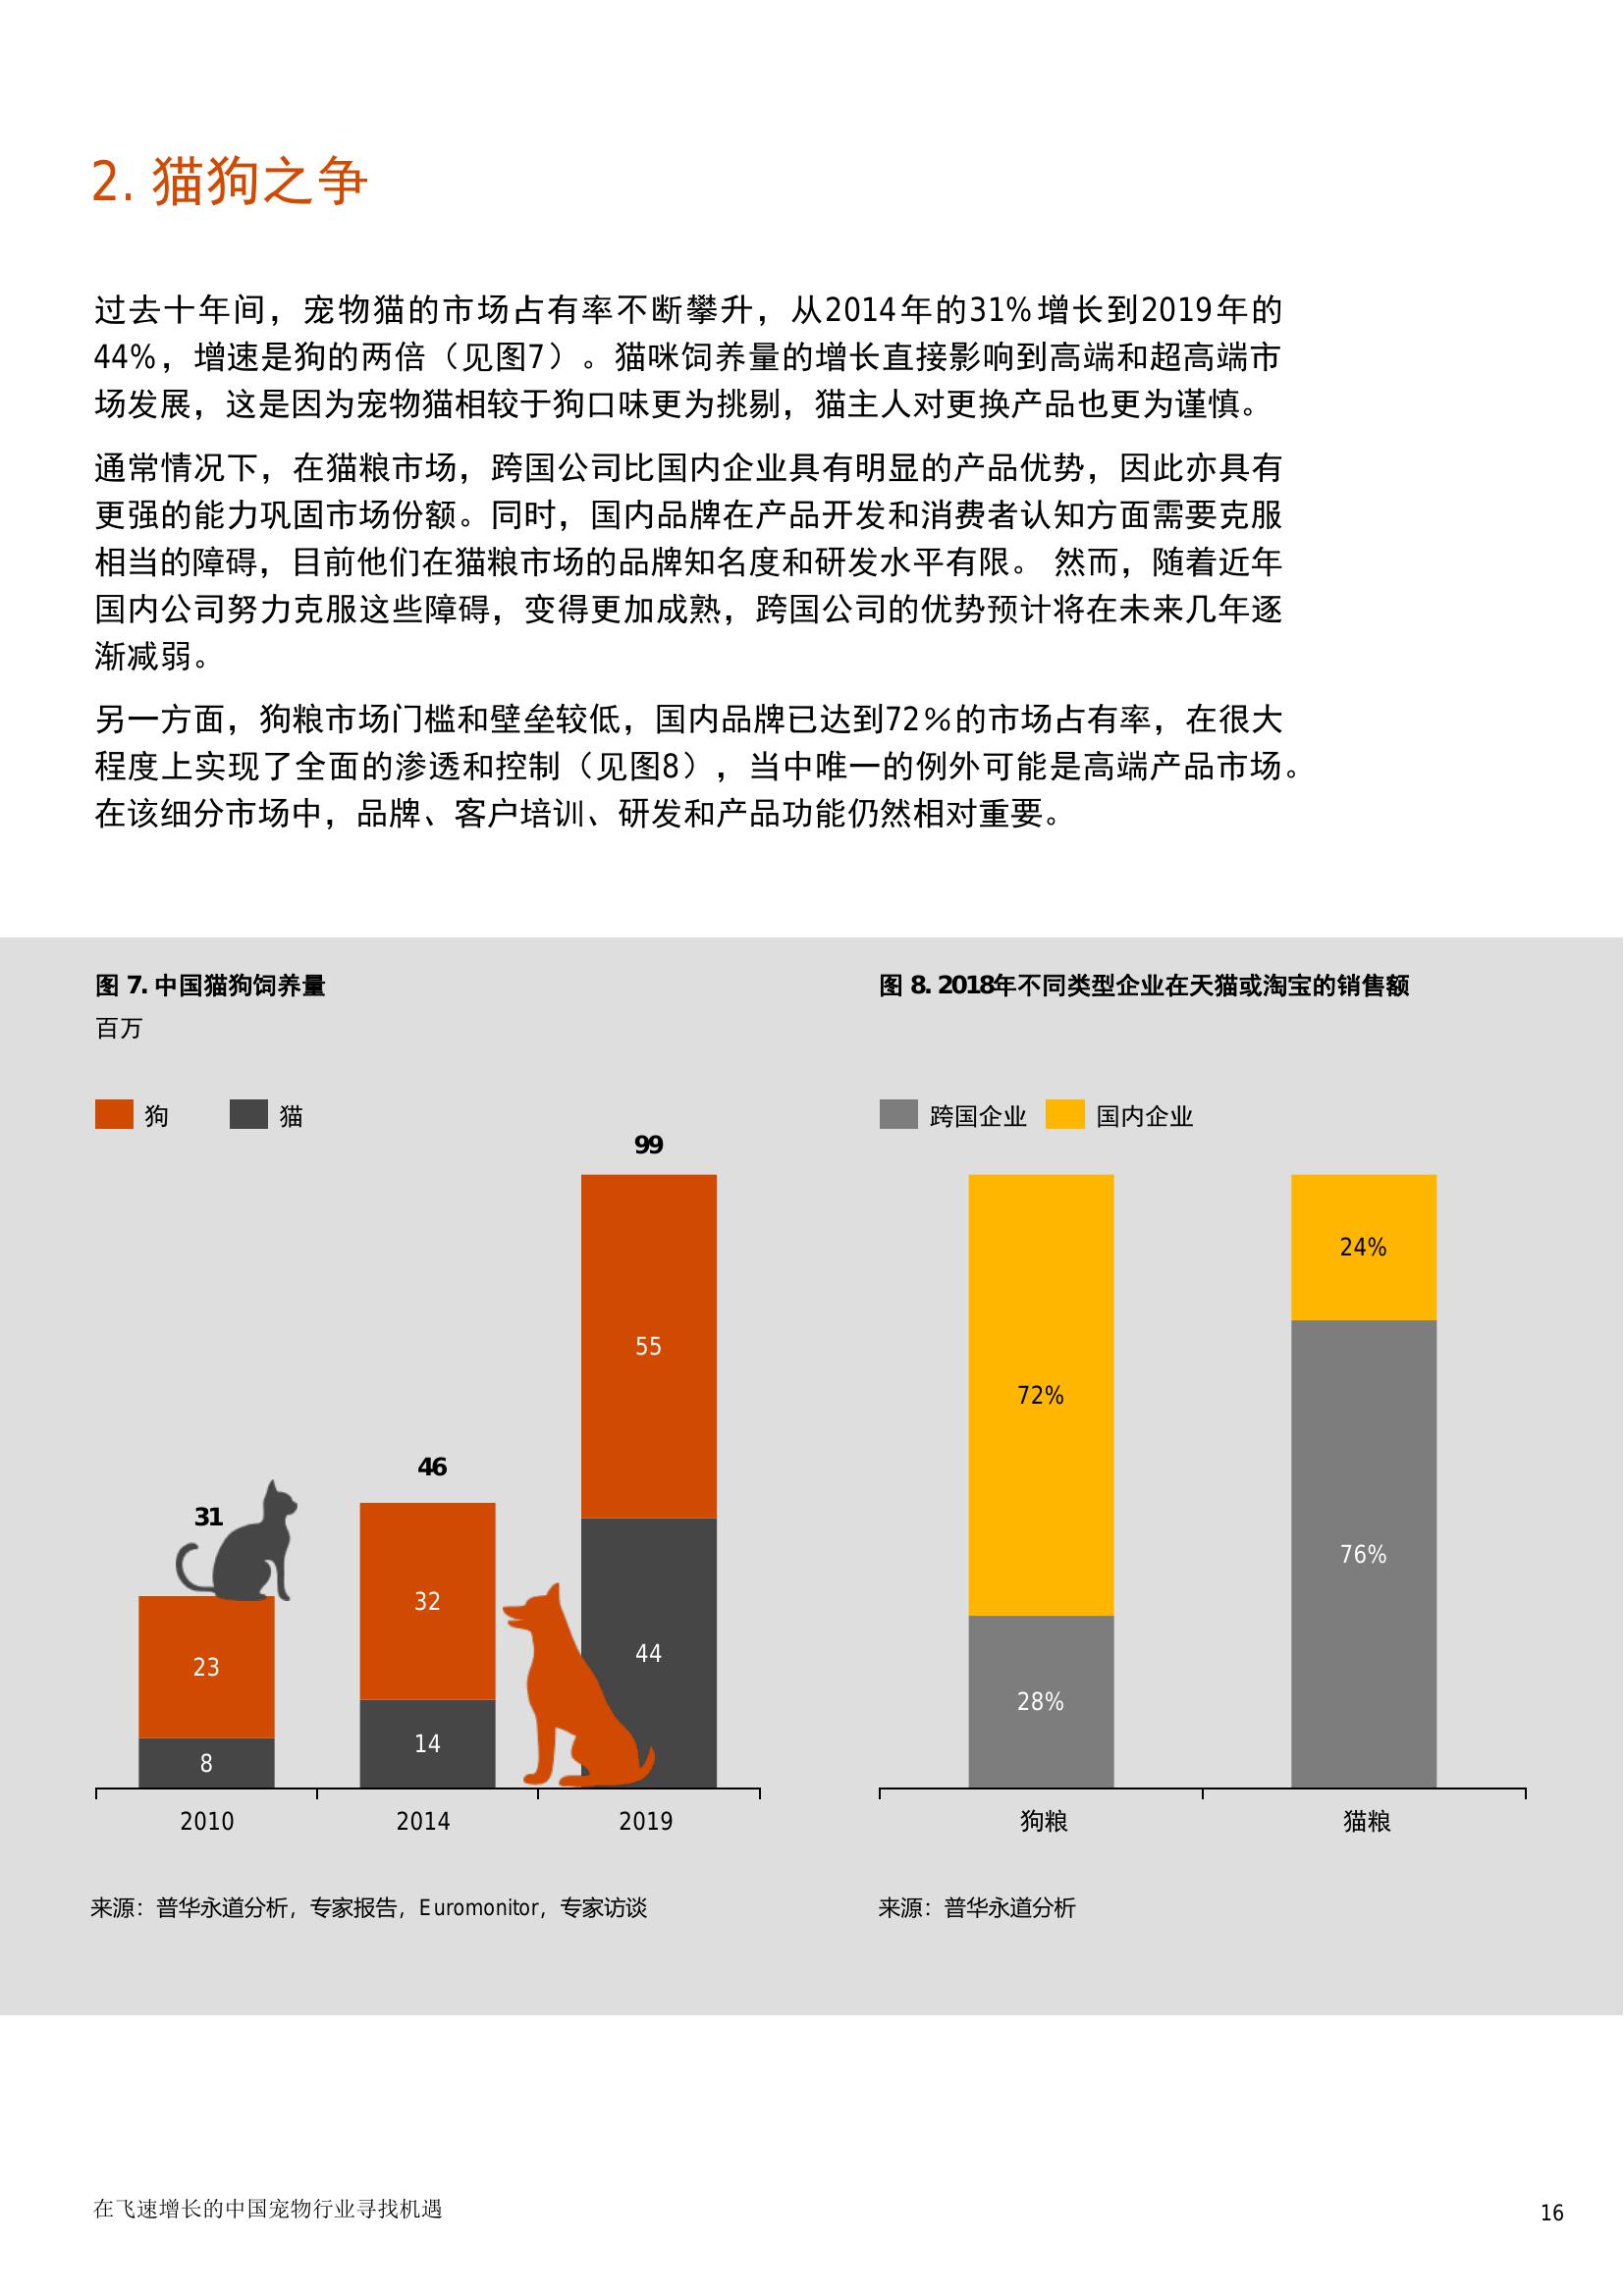 2. 猫狗之争
过去十年间，宠物猫的市场占有率不断攀升，从2014年的31%增长到2019年的
44%，增速是狗的两倍（见图7）。猫咪饲养量的增长直接影响到高端和超高端市
场发展，这是因为宠物猫相较于狗口味更为挑剔，猫主人对更换产品也更为谨慎。
通常情况下，在猫粮市场，跨国公司比国内企业具有明显的产品优势，因此亦具有
更强的能力巩固市场份额。同时，国内品牌在产品开发和消费者认知方面需要克服
相当的障碍，目前他们在猫粮市场的品牌知名度和研发水平有限。 然而，随着近年
国内公司努力克服这些障碍，变得更加成熟，跨国公司的优势预计将在未来几年逐
渐减弱。
另一方面，狗粮市场门槛和壁垒较低，国内品牌已达到72%的市场占有率，在很大
程度上实现了全面的渗透和控制（见图8），当中唯一的例外可能是高端产品市场。
在该细分市场中，品牌、客户培训、研发和产品功能仍然相对重要。
图 7. 中国猫狗饲养量
百万
狗 猫
99
55
46
31
32
44
23
14
8
2010 2014 2019
来源：普华永道分析，专家报告，Euromonitor，专家访谈
图 8. 2018年不同类型企业在天猫或淘宝的销售额
跨国企业 国内企业
24%
72%
76%
28%
狗粮 猫粮
来源：普华永道分析
在飞速增长的中国宠物行业寻找机遇
16